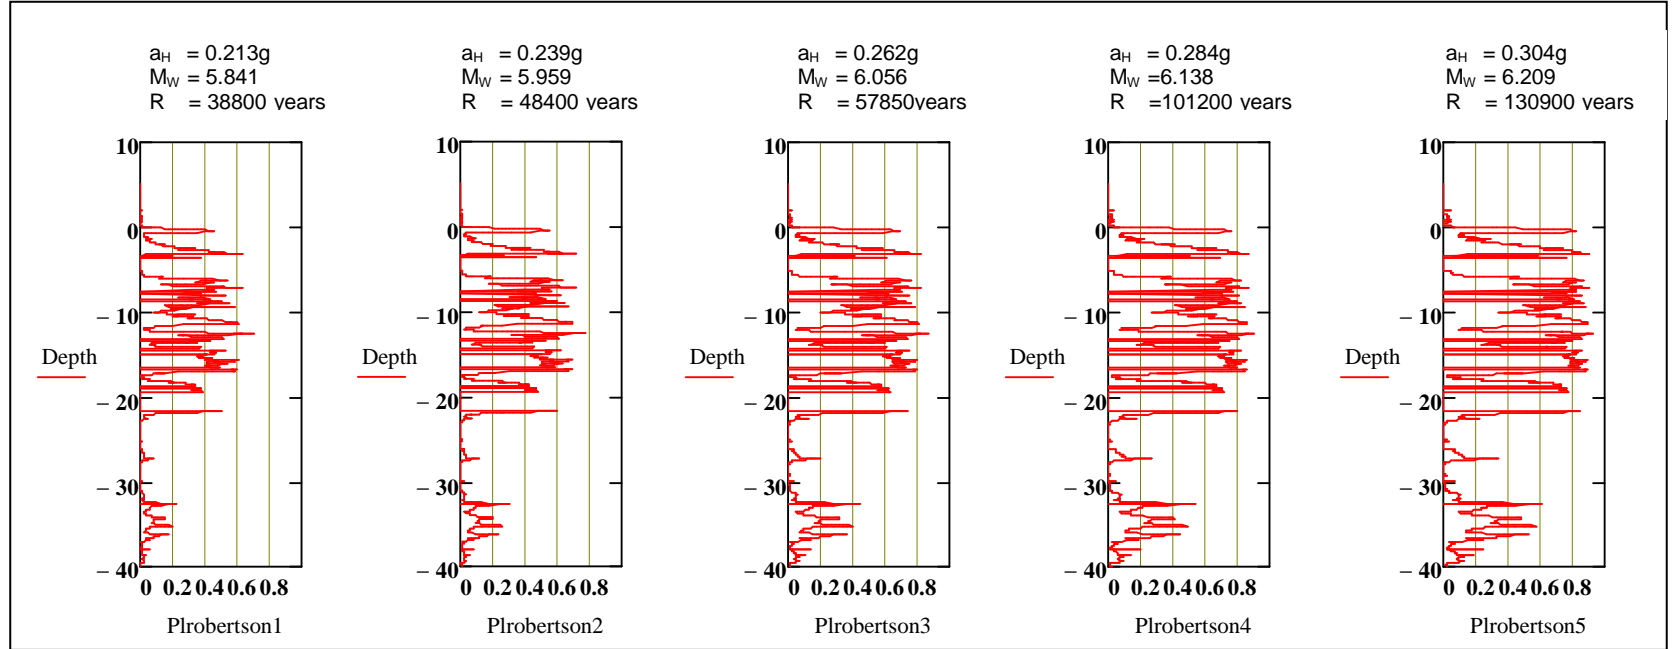 aH = 0.213g
MW = 5.841
R = 38800 years
aH = 0.239g
MW = 5.959
R = 48400 years
aH = 0.262g
MW = 6.056
R = 57850years
aH = 0.284g
MW =6.138
R =101200 years
aH = 0.304g
MW = 6.209
R = 130900 years
10
0
– 10
– 20
– 30
– 40
Depth
0 0.2 0.4 0.6 0.8
Plrobertson1
10
0
– 10
– 20
– 30
– 40
Depth
0 0.2 0.4 0.6 0.8
Plrobertson2
10
0
– 10
– 20
– 30
– 40
Depth
0 0.2 0.4 0.6 0.8
Plrobertson3
10
0
– 10
– 20
– 30
– 40
Depth
0 0.2 0.4 0.6 0.8
Plrobertson4
10
0
– 10
– 20
– 30
– 40
Depth
0 0.2 0.4 0.6 0.8
Plrobertson5